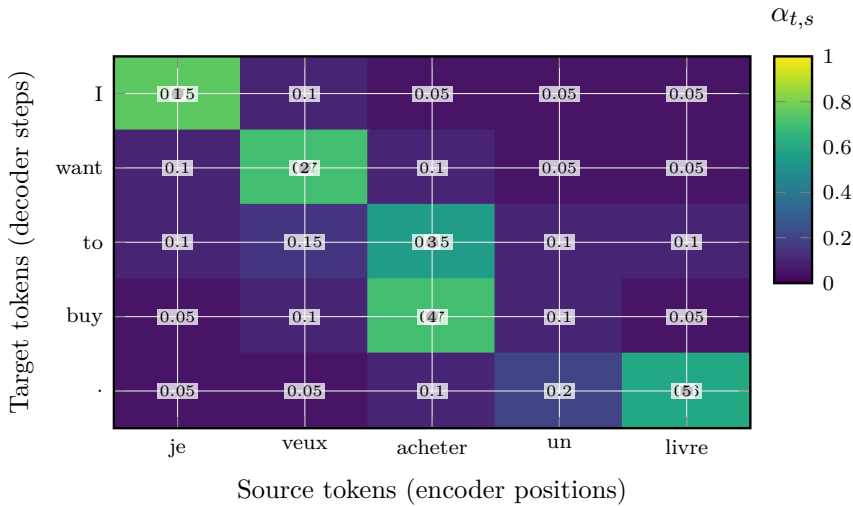 α_{t,s}
I 0.1 0.05 0.05 0.05
want 0.1 0.1 0.05 0.05
to 0.1 0.15 0.1 0.1
buy 0.05 0.1 0.1 0.05
. 0.05 0.05 0.1 0.2
je veux acheter un livre
Source tokens (encoder positions)
Target tokens (decoder steps)
1
0.8
0.6
0.4
0.2
0